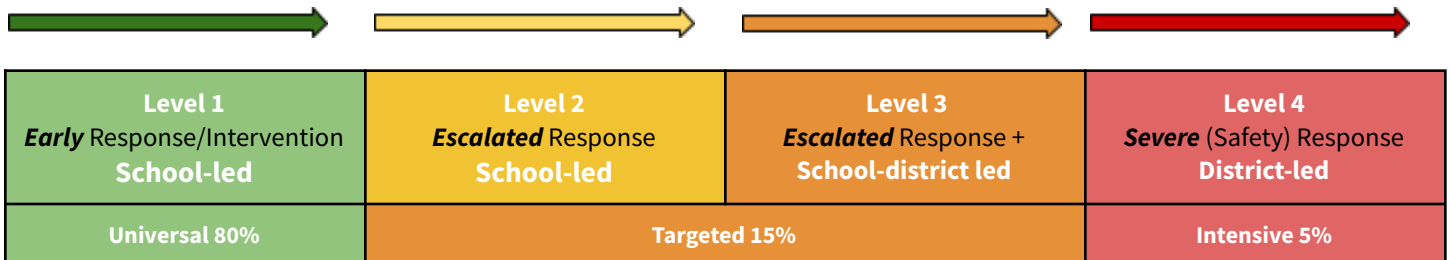 Level 1
Early Response/Intervention
School-led
Level 2
Escalated Response
School-led
Level 3
Escalated Response +
School-district led
Level 4
Severe (Safety) Response
District-led
Universal 80%
Targeted 15%
Intensive 5%